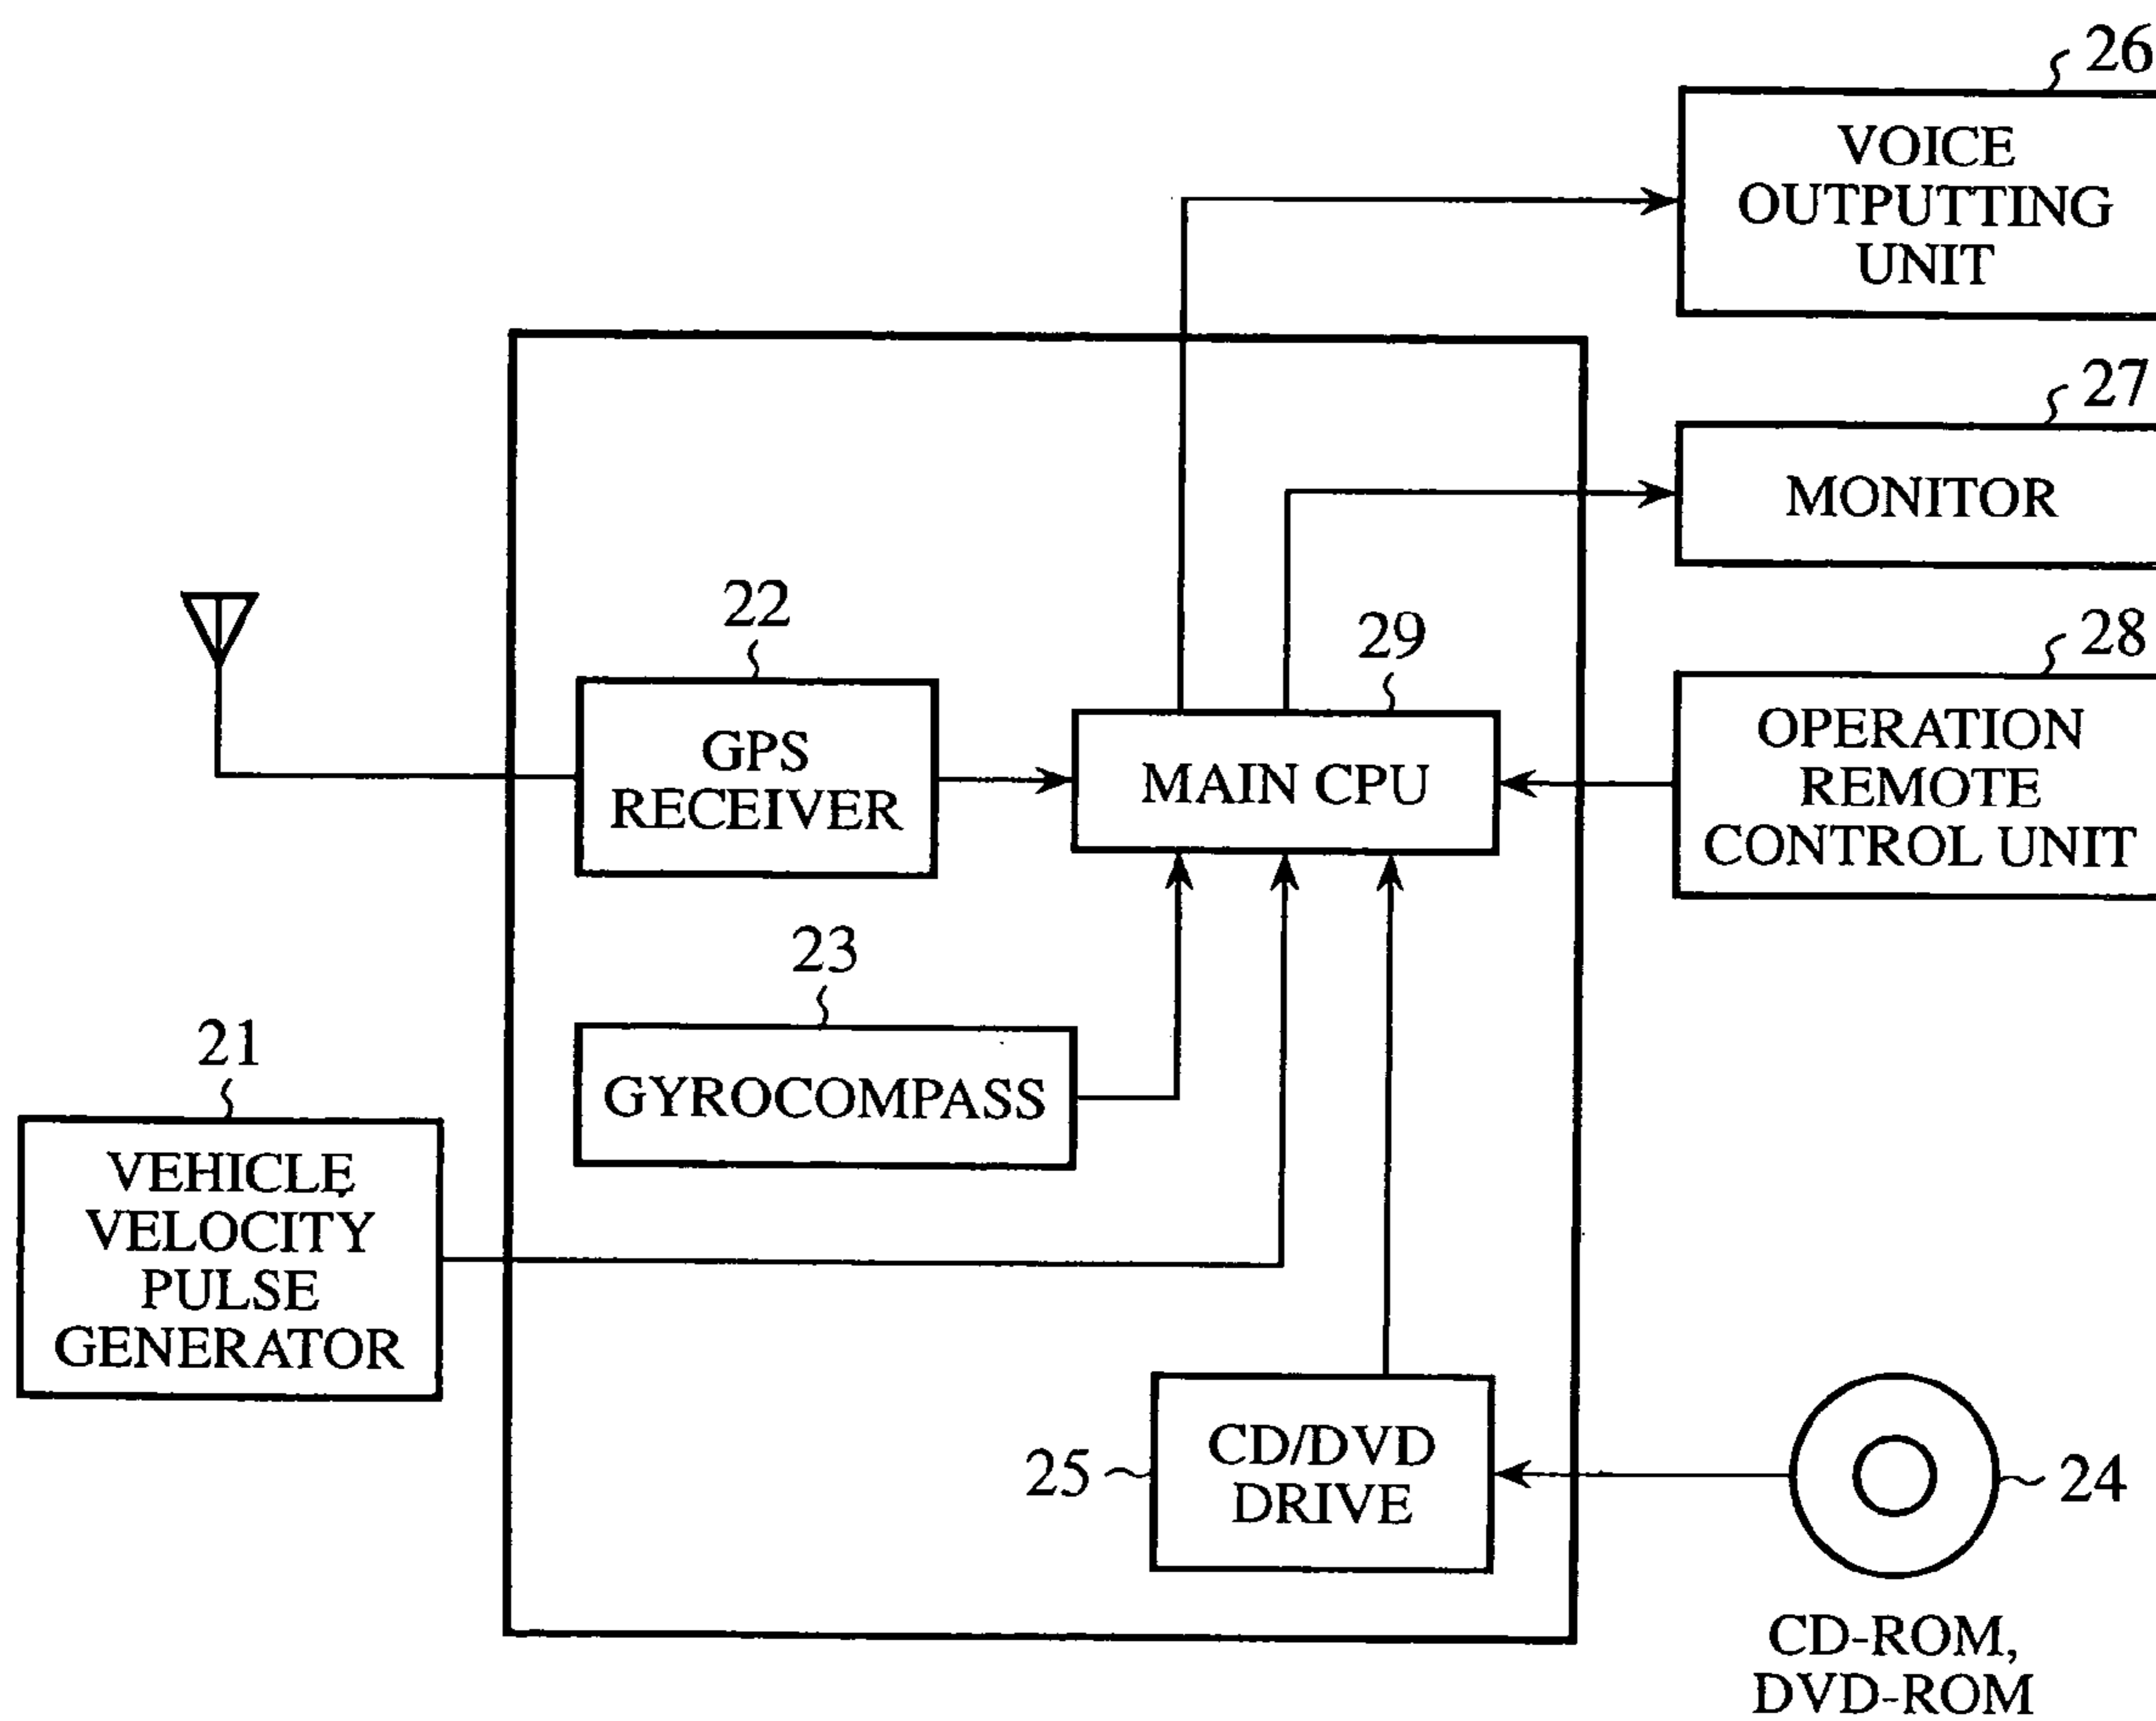 26
VOICE
OUTPUTTING
UNIT
27
MONITOR
22
29
28
GPS
RECEIVER
MAIN CPU
OPERATION
REMOTE
CONTROL UNIT
23
GYROCOMPASS
21
VEHICLE
VELOCITY
PULSE
GENERATOR
25
CD/DVD
DRIVE
24
CD-ROM,
DVD-ROM